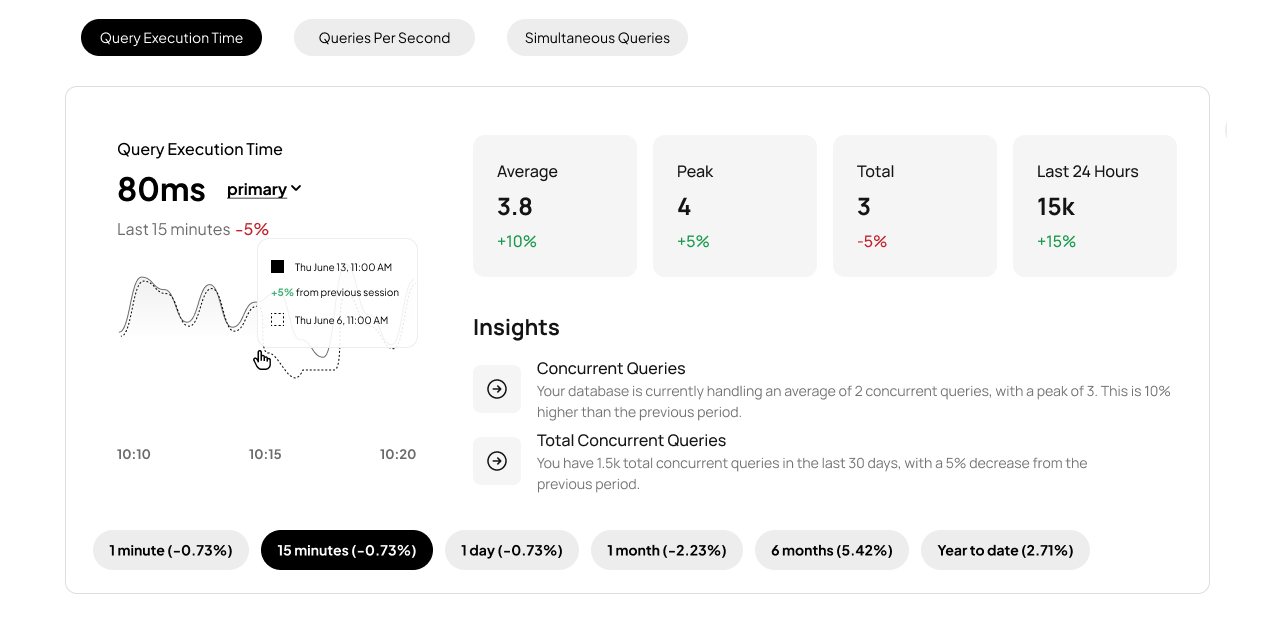 Query Execution Time
Queries Per Second
Simultaneous Queries
Query Execution Time
80ms primary
Last 15 minutes -5%
Thu June 13, 11:00 AM
+5% from previous session
Thu June 6, 11:00 AM
10:10
10:15
10:20
Average
3.8
+10%
Peak
4
+5%
Total
3
-5%
Last 24 Hours
15k
+15%
Insights
Concurrent Queries
Your database is currently handling an average of 2 concurrent queries, with a peak of 3. This is 10%
higher than the previous period.
Total Concurrent Queries
You have 1.5k total concurrent queries in the last 30 days, with a 5% decrease from the
previous period.
1 minute (-0.73%)
15 minutes (-0.73%)
1 day (-0.73%)
1 month (-2.23%)
6 months (5.42%)
Year to date (2.71%)